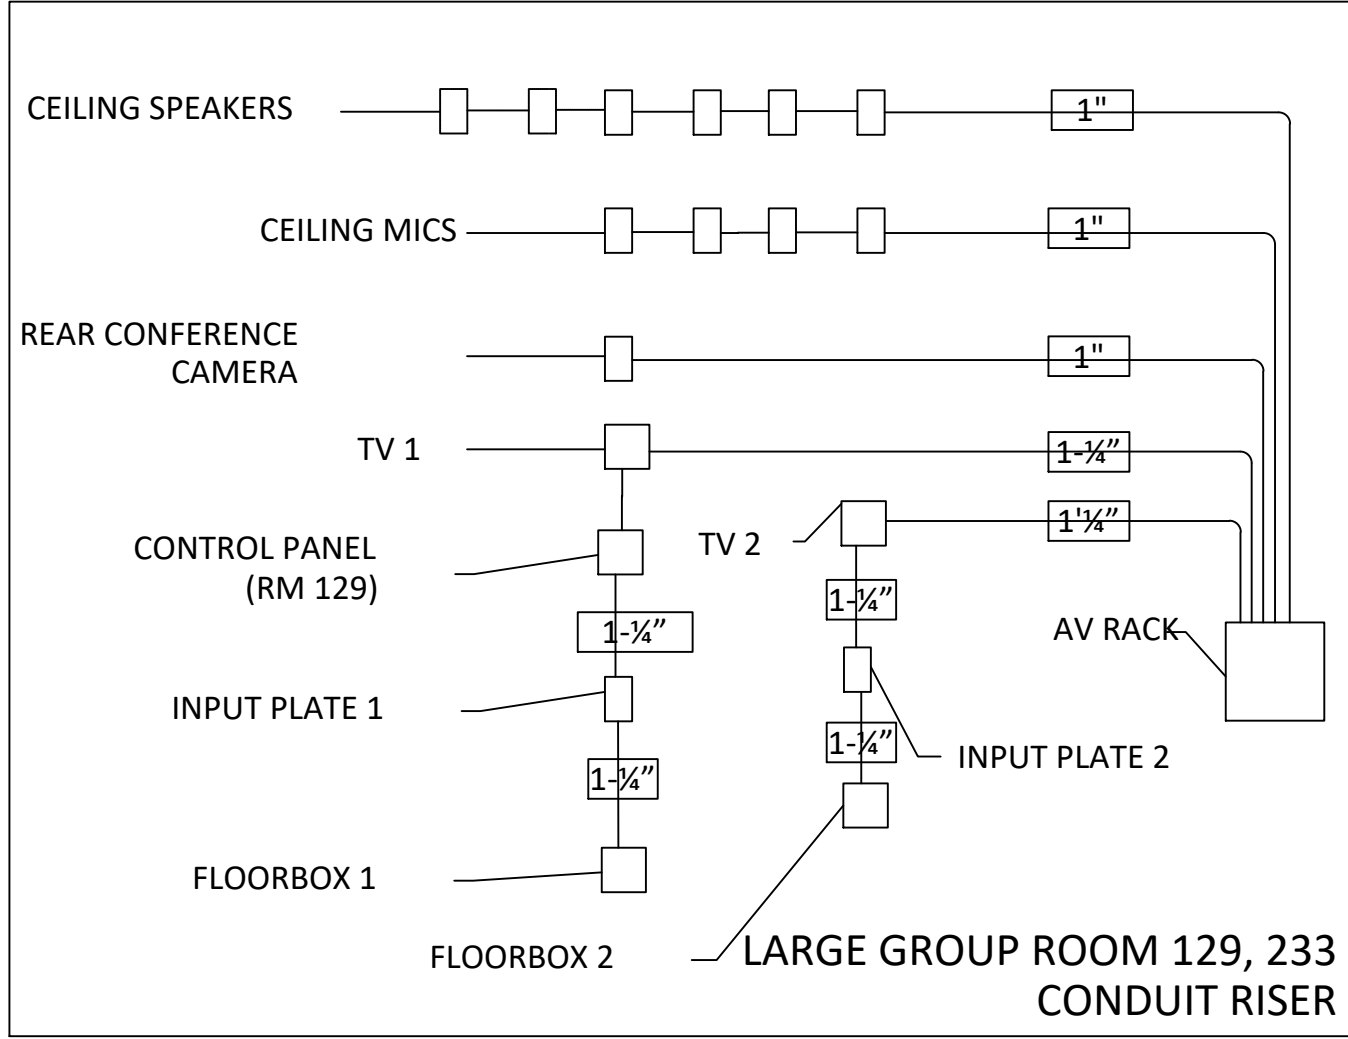 CEILING SPEAKERS
1"
CEILING MICS
1"
REAR CONFERENCE
CAMERA
1"
TV 1
1-¼”
1'¼”
TV 2
CONTROL PANEL
(RM 129)
1-¼”
1-¼”
AV RACK
INPUT PLATE 1
1-¼”
INPUT PLATE 2
1-¼”
FLOORBOX 1
FLOORBOX 2
LARGE GROUP ROOM 129, 233
CONDUIT RISER